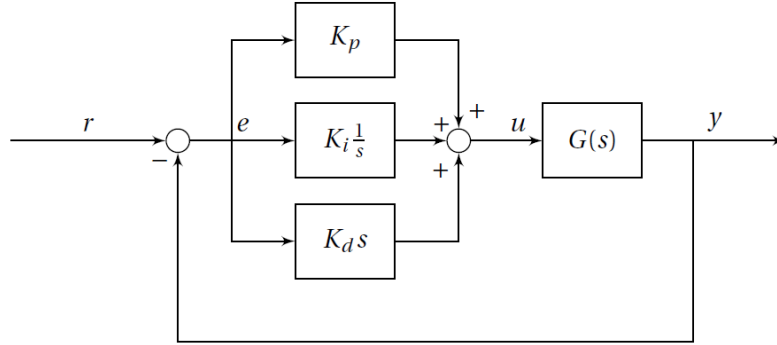 K_p
r
e
K_i 1/s
+
+
+
u
G(s)
y
−
K_d s